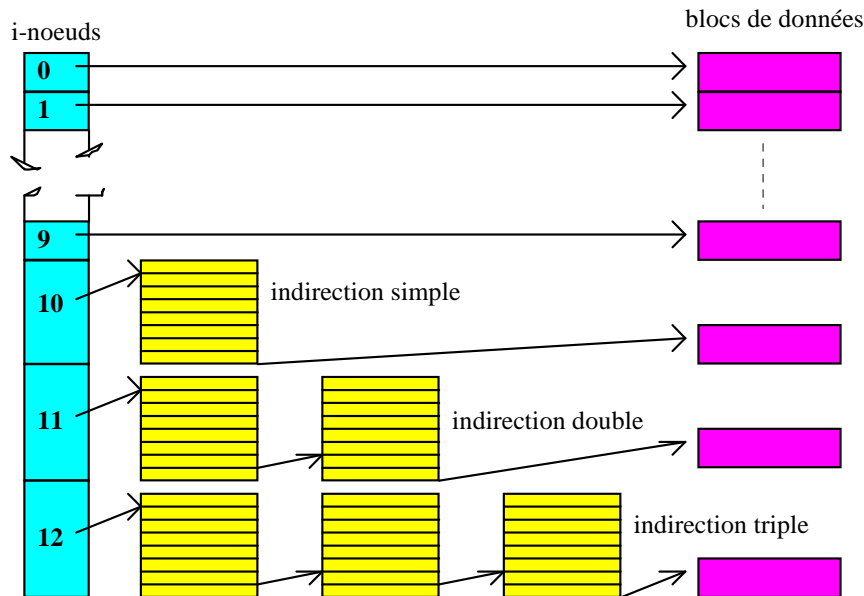 blocs de données
i-noeuds
0
1
9
10
indirection simple
11
indirection double
12
indirection triple